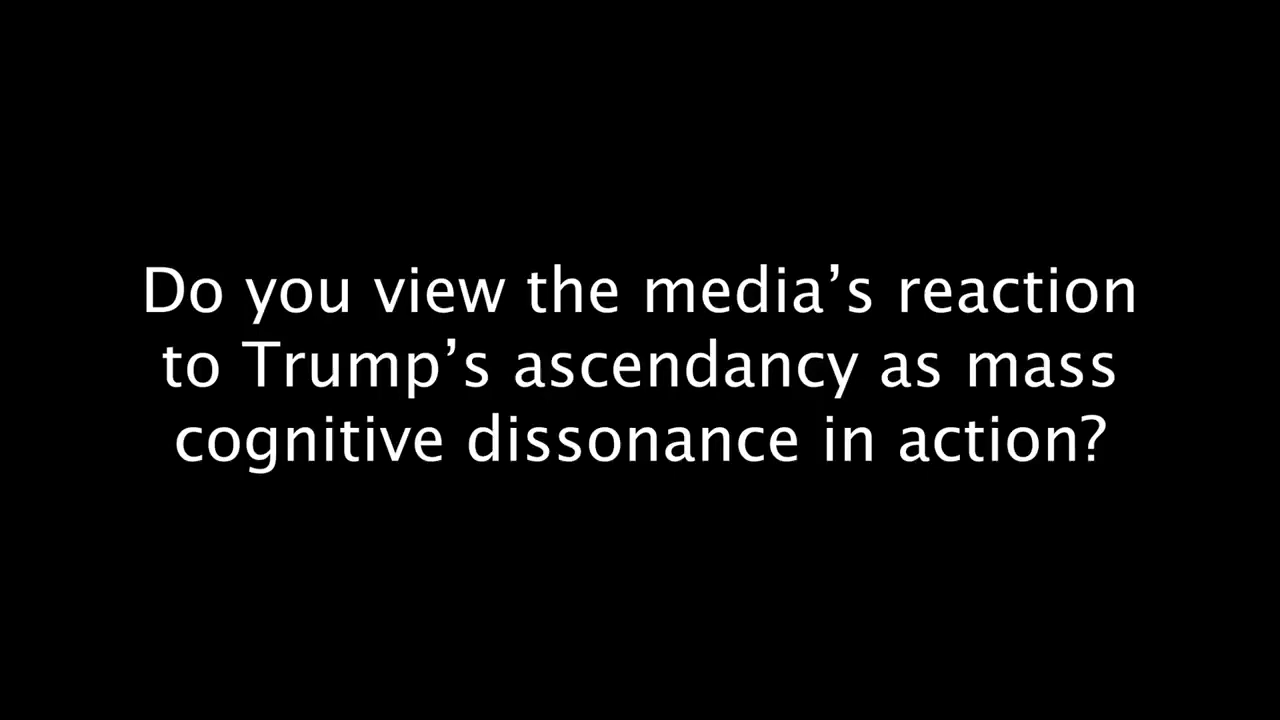 Do you view the media’s reaction
to Trump’s ascendancy as mass
cognitive dissonance in action?